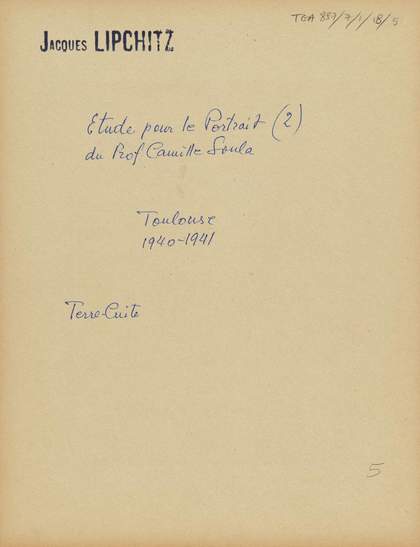 TGA 857/7/1/18/5
JACQUES LIPCHITZ
Etude pour le Portrait (2)
du Prof Camille Soula
Toulouse
1940-1941
Terre-Cuite
5